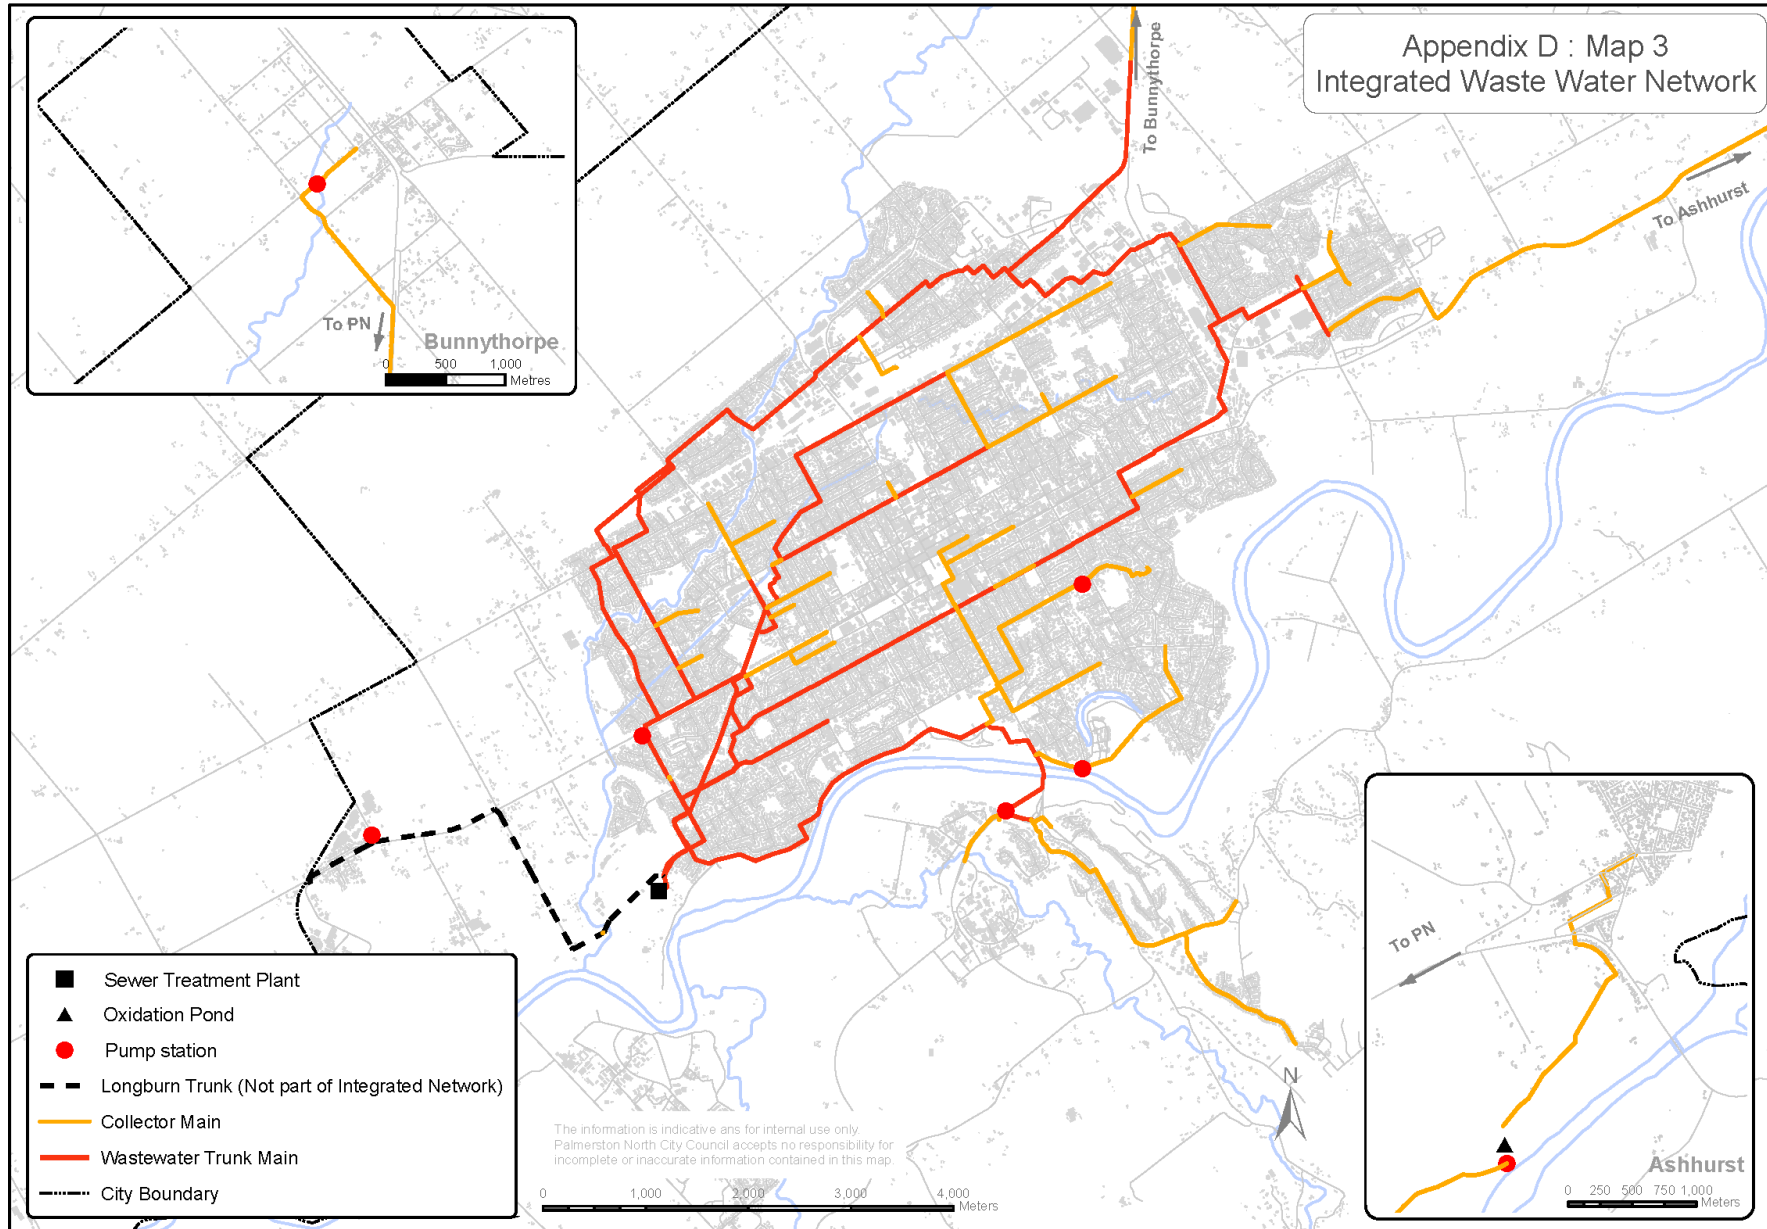 Appendix D : Map 3
Integrated Waste Water Network
To Bunnythorpe
To Ashhurst
To PN
Bunnythorpe
0 500 1,000
Metres
Sewer Treatment Plant
Oxidation Pond
Pump station
Longburn Trunk (Not part of Integrated Network)
Collector Main
Wastewater Trunk Main
City Boundary
The information is indicative ans for internal use only.
Palmerston North City Council accepts no responsibility for
incomplete or inaccurate information contained in this map.
0 1,000 2,000 3,000 4,000
Meters
N
To PN
Ashhurst
0 250 500 750 1,000
Meters